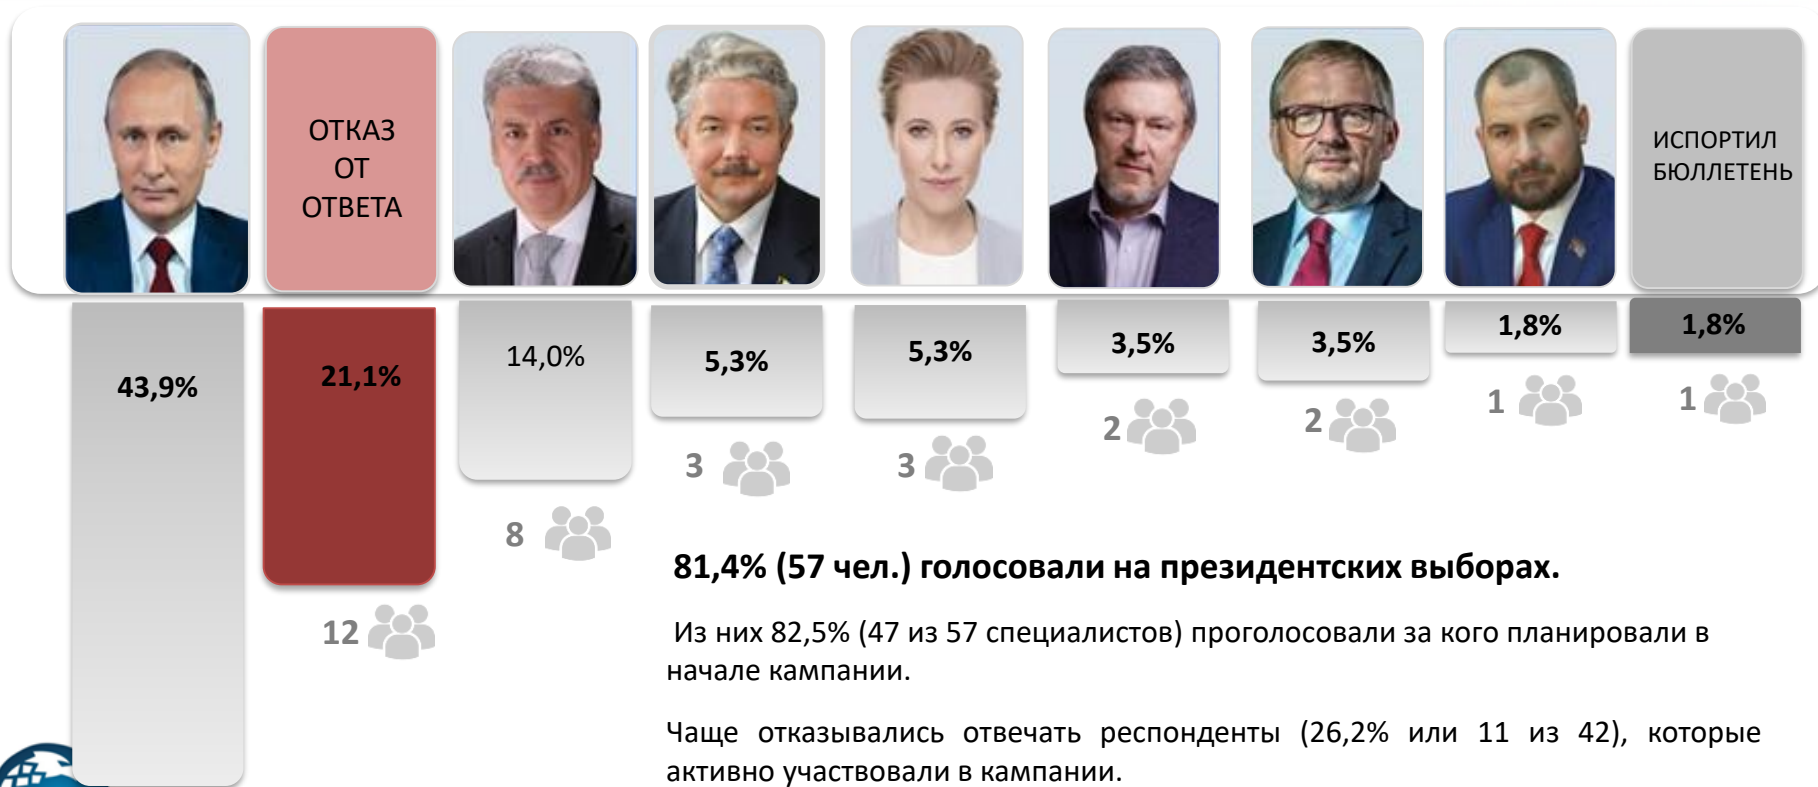 ОТКАЗ
ОТ
ОТВЕТА
ИСПОРТИЛ
БЮЛЛЕТЕНЬ
43,9%
21,1%
14,0%
5,3%
5,3%
3,5%
3,5%
1,8%
1,8%
12
8
3
3
2
2
1
1
81,4% (57 чел.) голосовали на президентских выборах.
Из них 82,5% (47 из 57 специалистов) проголосовали за кого планировали в
начале кампании.
Чаще отказывались отвечать респонденты (26,2% или 11 из 42), которые
активно участвовали в кампании.